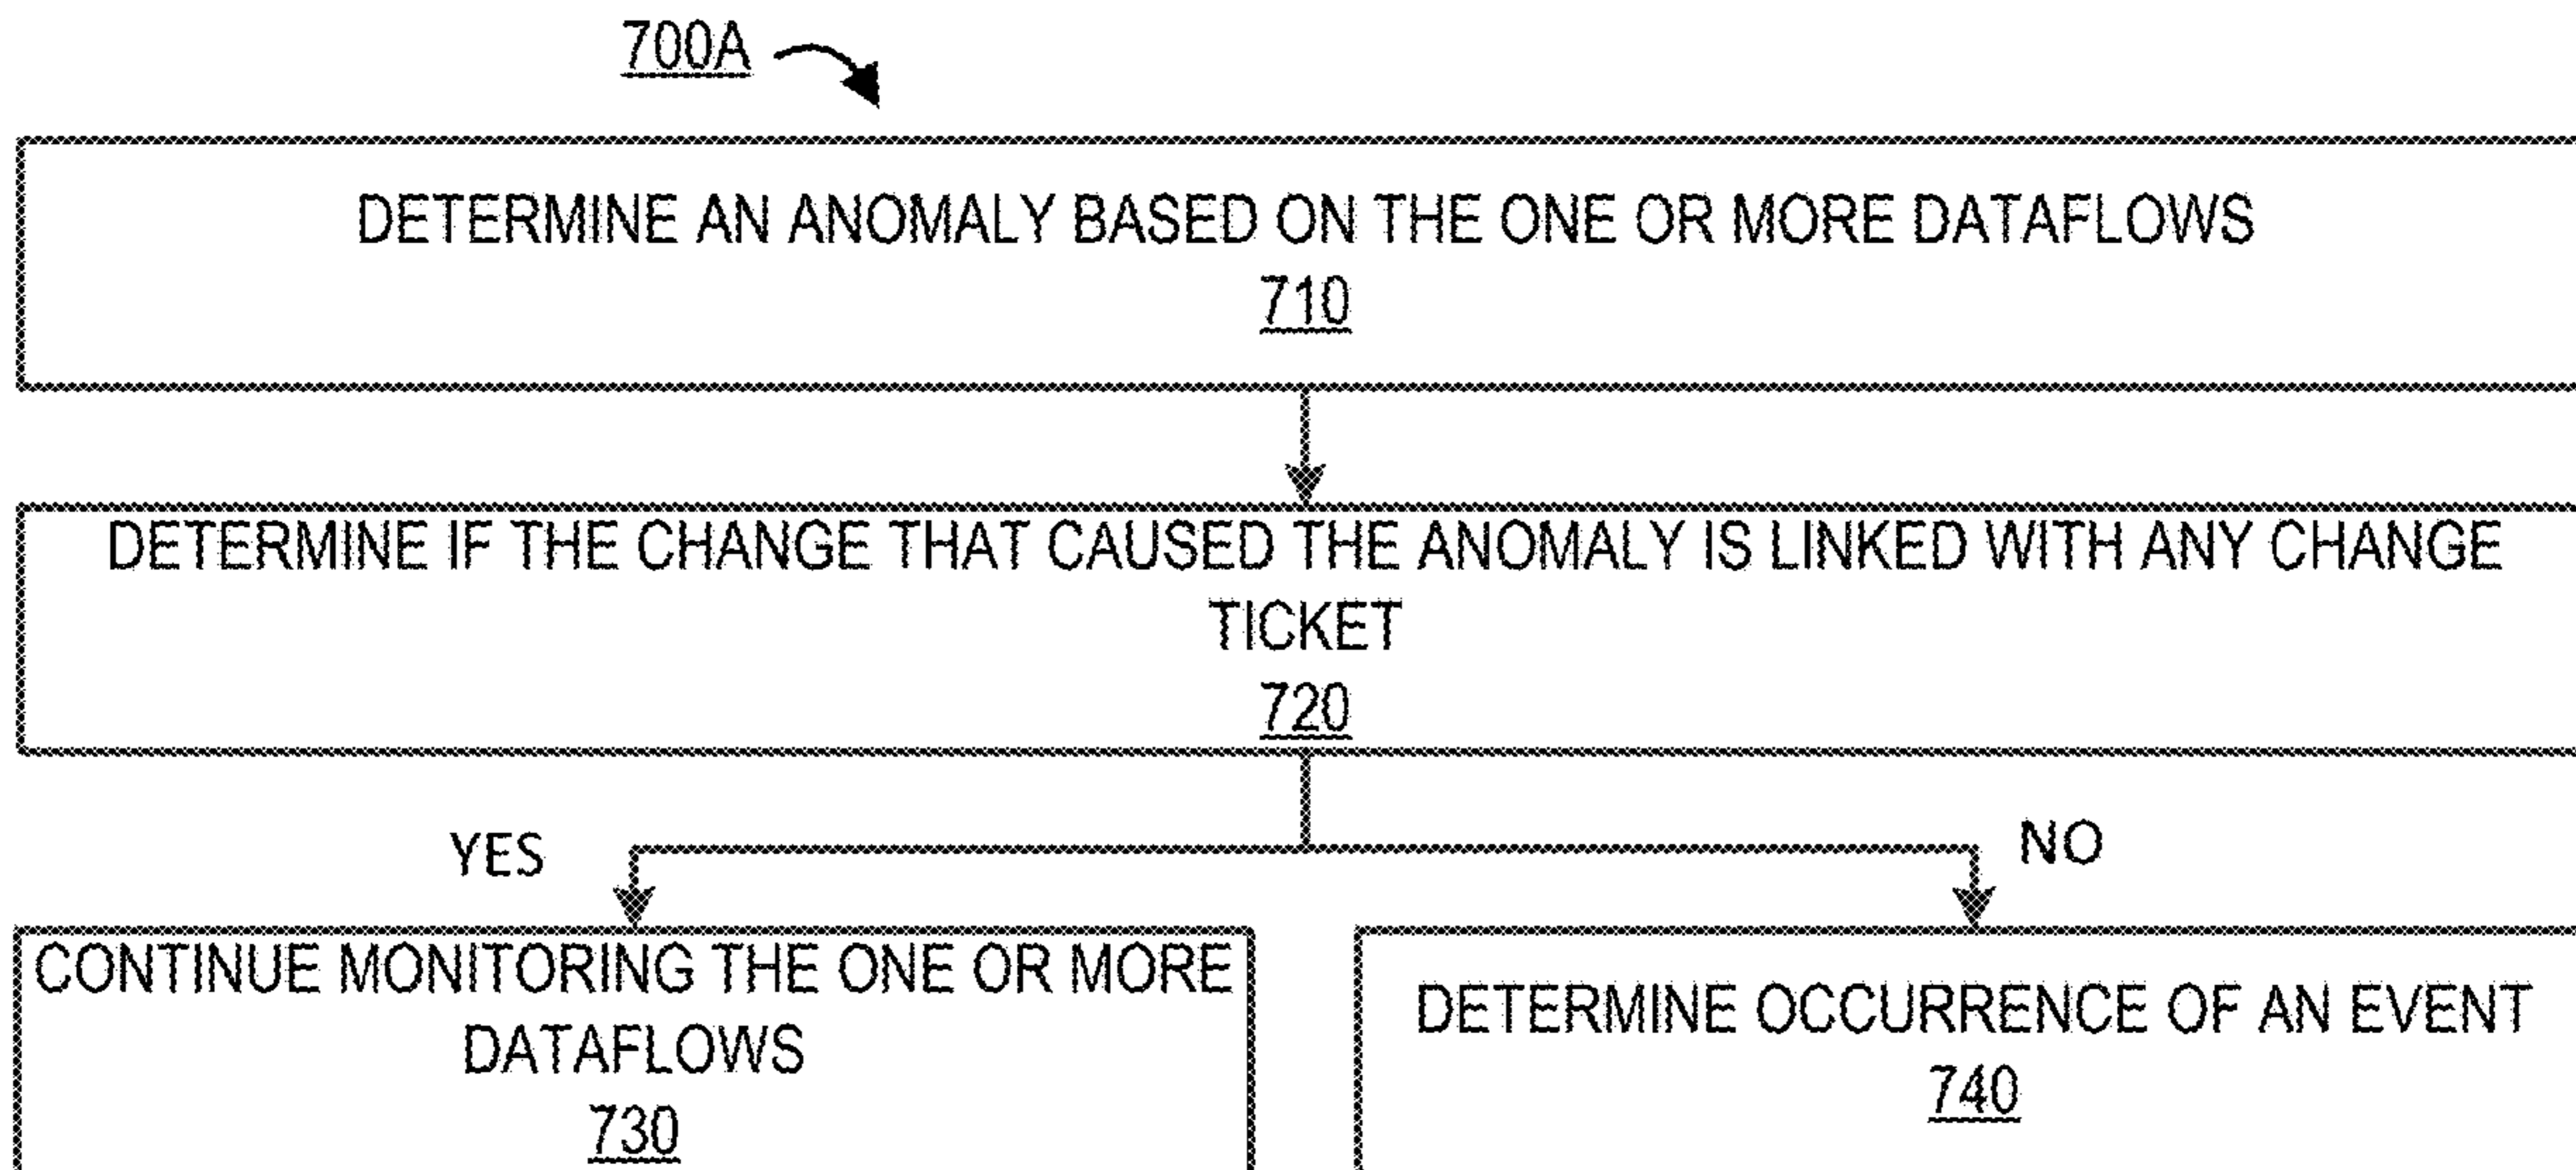 700A
DETERMINE AN ANOMALY BASED ON THE ONE OR MORE DATAFLOWS
710
DETERMINE IF THE CHANGE THAT CAUSED THE ANOMALY IS LINKED WITH ANY CHANGE
TICKET
720
YES
NO
CONTINUE MONITORING THE ONE OR MORE
DATAFLOWS
730
DETERMINE OCCURRENCE OF AN EVENT
740